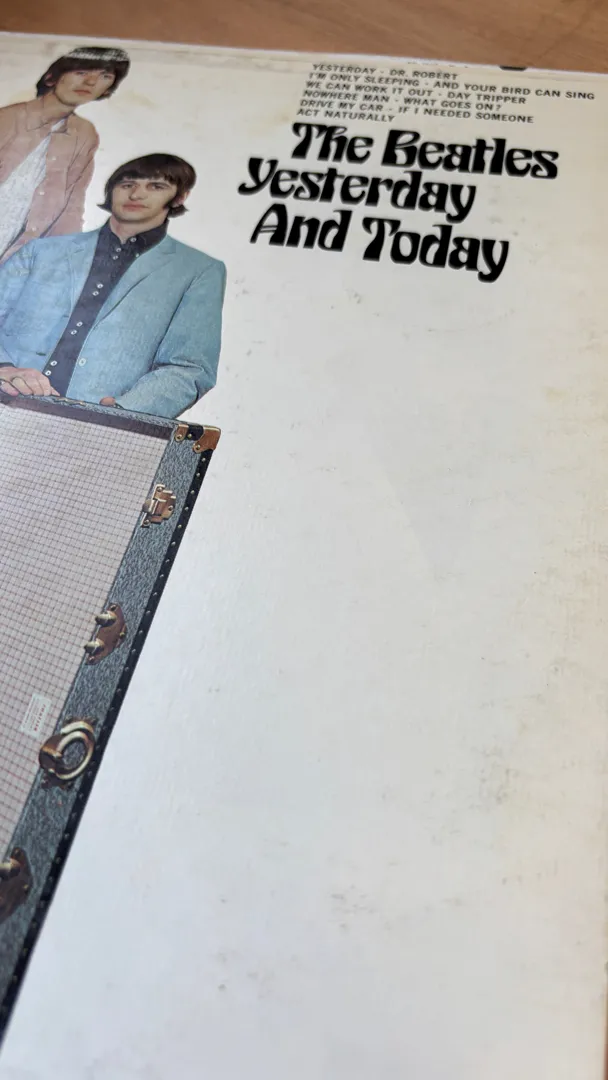 YESTERDAY · DR. ROBERT
I'M ONLY SLEEPING · AND YOUR BIRD CAN SING
WE CAN WORK IT OUT · DAY TRIPPER
NOWHERE MAN · WHAT GOES ON?
DRIVE MY CAR · IF I NEEDED SOMEONE
ACT NATURALLY
The Beatles
Yesterday
And Today